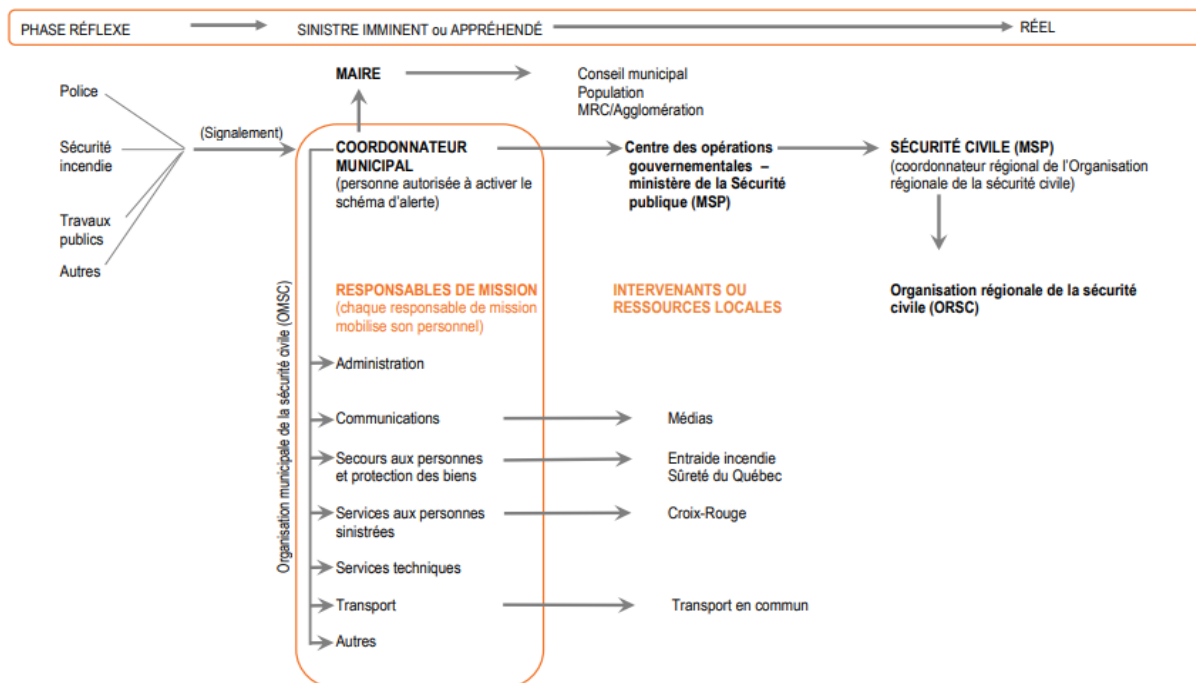 PHASE RÉFLEXE
SINISTRE IMMINENT ou APPRÉHENDÉ
RÉEL
Police
Sécurité
incendie
Travaux
publics
Autres
(Signalement)
MAIRE
Conseil municipal
Population
MRC/Agglomération
COORDONNATEUR
MUNICIPAL
(personne autorisée à activer le
schéma d'alerte)
Centre des opérations
gouvernementales –
ministère de la Sécurité
publique (MSP)
SÉCURITÉ CIVILE (MSP)
(coordonnateur régional de l'Organisation
régionale de la sécurité civile)
Organisation municipale de la sécurité civile (OMSC)
RESPONSABLES DE MISSION
(chaque responsable de mission
mobilise son personnel)
INTERVENANTS OU
RESSOURCES LOCALES
Organisation régionale de la sécurité
civile (ORSC)
Administration
Communications
Médias
Secours aux personnes
et protection des biens
Entraide incendie
Sûreté du Québec
Services aux personnes
sinistrées
Croix-Rouge
Services techniques
Transport
Transport en commun
Autres